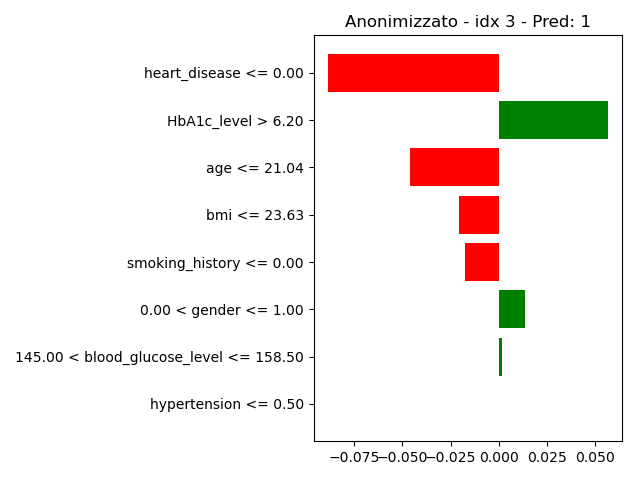 Anonimizzato - idx 3 - Pred: 1
heart_disease <= 0.00
HbA1c_level > 6.20
age <= 21.04
bmi <= 23.63
smoking_history <= 0.00
0.00 < gender <= 1.00
145.00 < blood_glucose_level <= 158.50
hypertension <= 0.50
−0.075 −0.050 −0.025 0.000 0.025 0.050